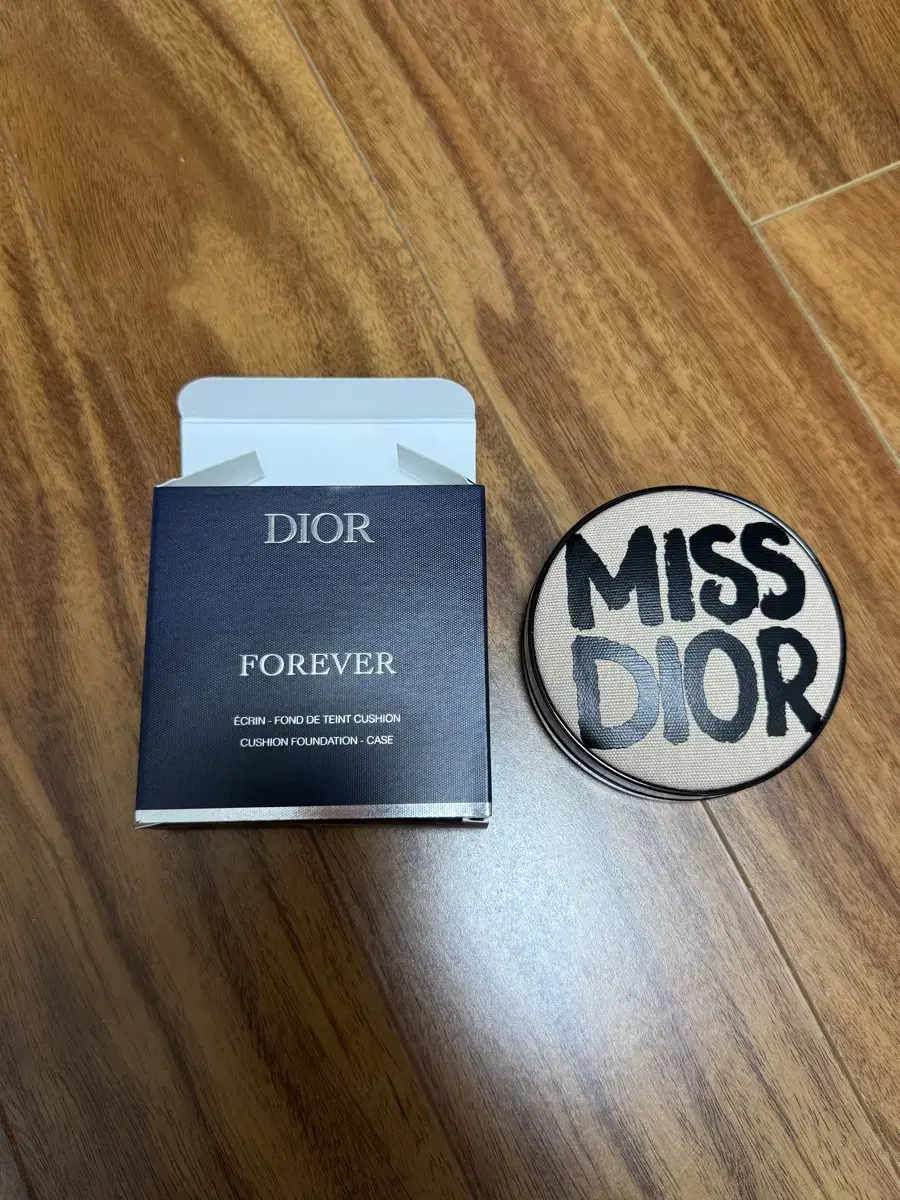 DIOR
FOREVER
ÉCRIN - FOND DE TEINT CUSHION
CUSHION FOUNDATION - CASE
MISS
DIOR